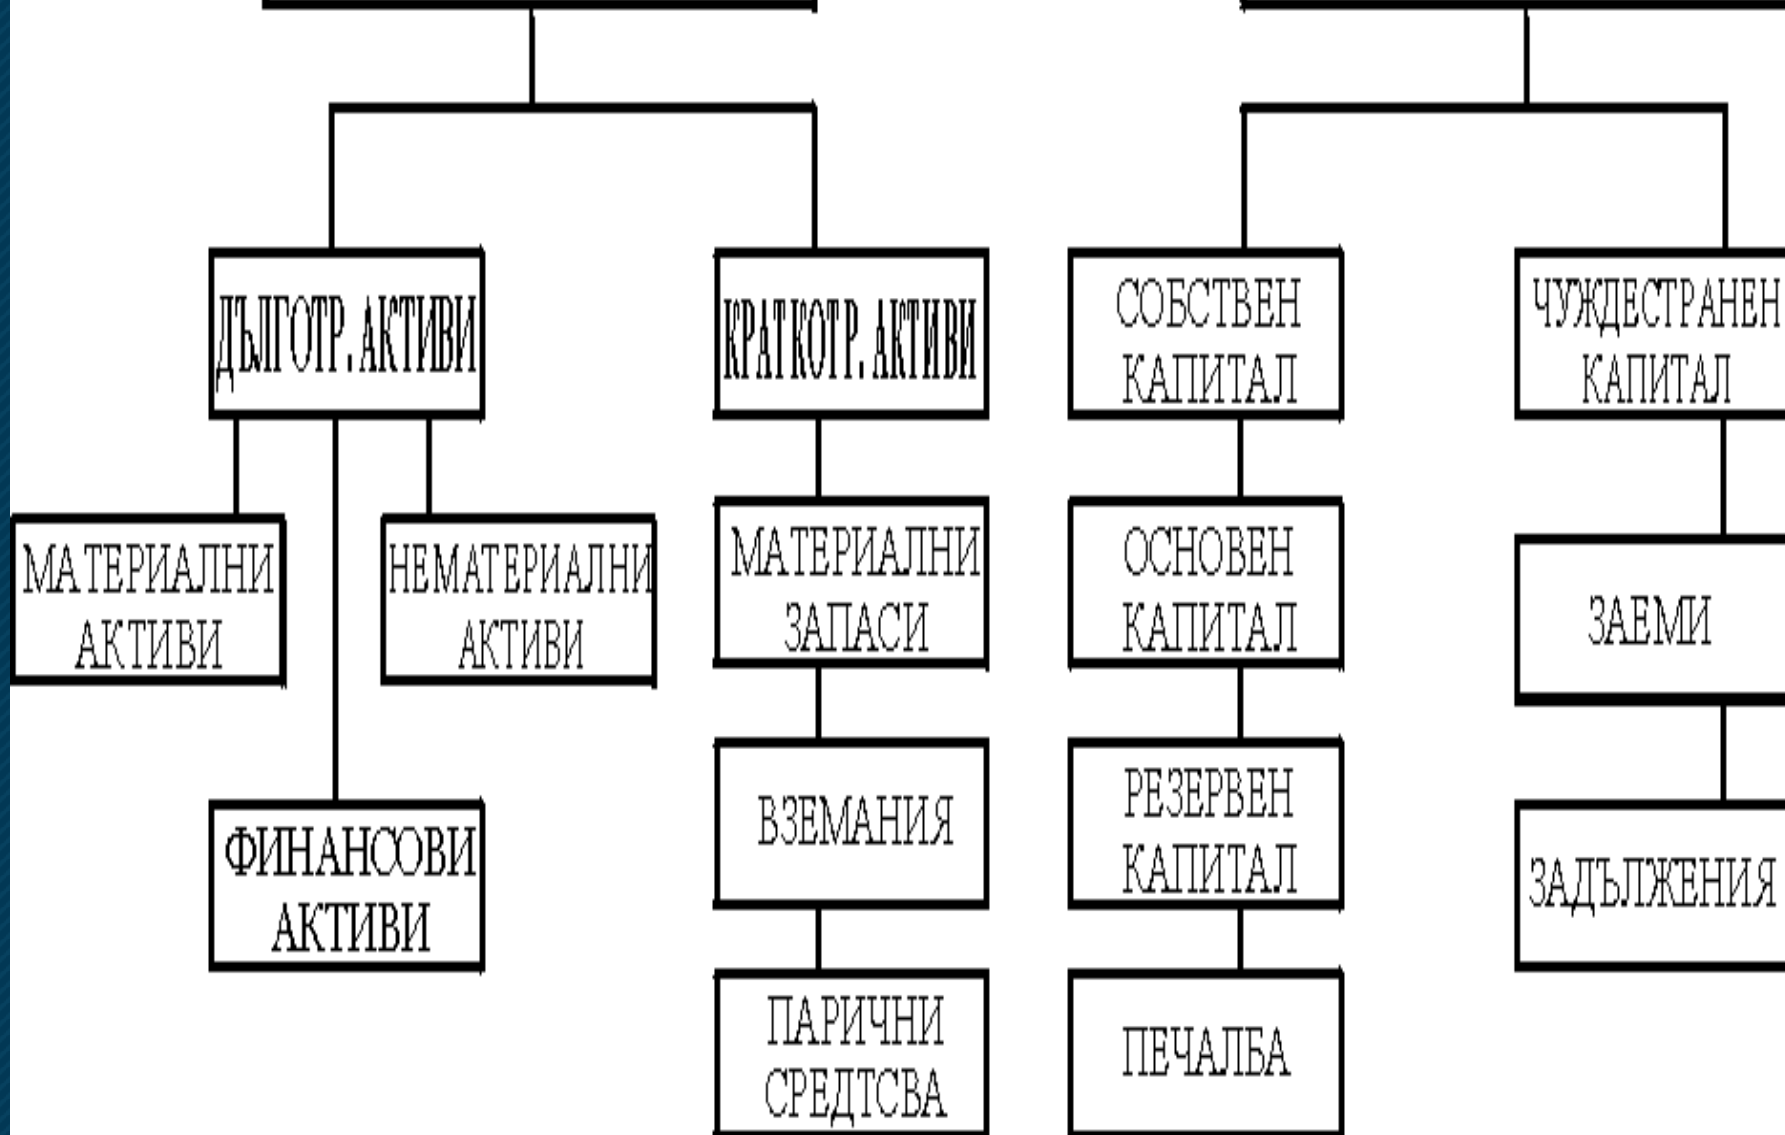 ДЪЛГОТР. АКТИВИ
КРАТКОТР. АКТИВИ
СОБСТВЕН
КАПИТАЛ
ЧУЖДЕСТРАНЕН
КАПИТАЛ
МАТЕРИАЛНИ
АКТИВИ
НЕМАТЕРИАЛНИ
АКТИВИ
МАТЕРИАЛНИ
ЗАПАСИ
ОСНОВЕН
КАПИТАЛ
ЗАЕМИ
ФИНАНСОВИ
АКТИВИ
ВЗЕМАНИЯ
РЕЗЕРВЕН
КАПИТАЛ
ЗАДЪЛЖЕНИЯ
ПАРИЧНИ
СРЕДТСВА
ПЕЧАЛБА